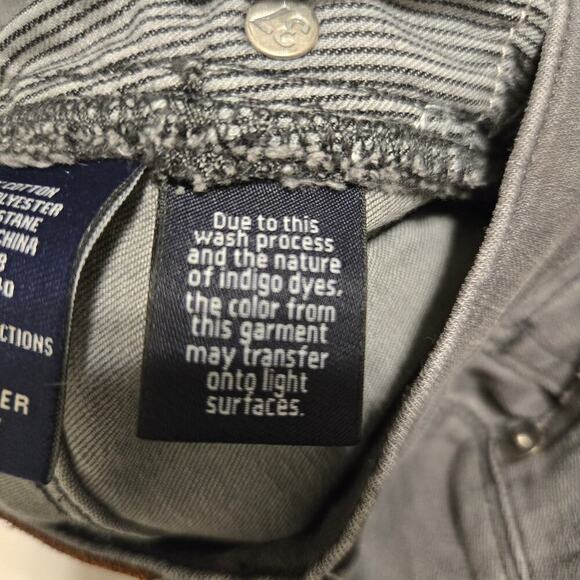 COTTON
CHINA
ER
Due to this
wash process
and the nature
of indigo dyes,
the color from
this garment
may transfer
onto light
surfaces.